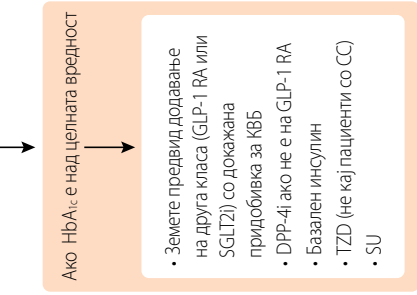 Ако HbA1c е над целната вредност
• Земете предвид додавање
на друга класа (GLP-1 RA или
SGLT2i) со докажана
придобивка за КВБ
• DPP-4i ако не е на GLP-1 RA
• Базален инсулин
• TZD (не кај пациенти со СС)
• SU